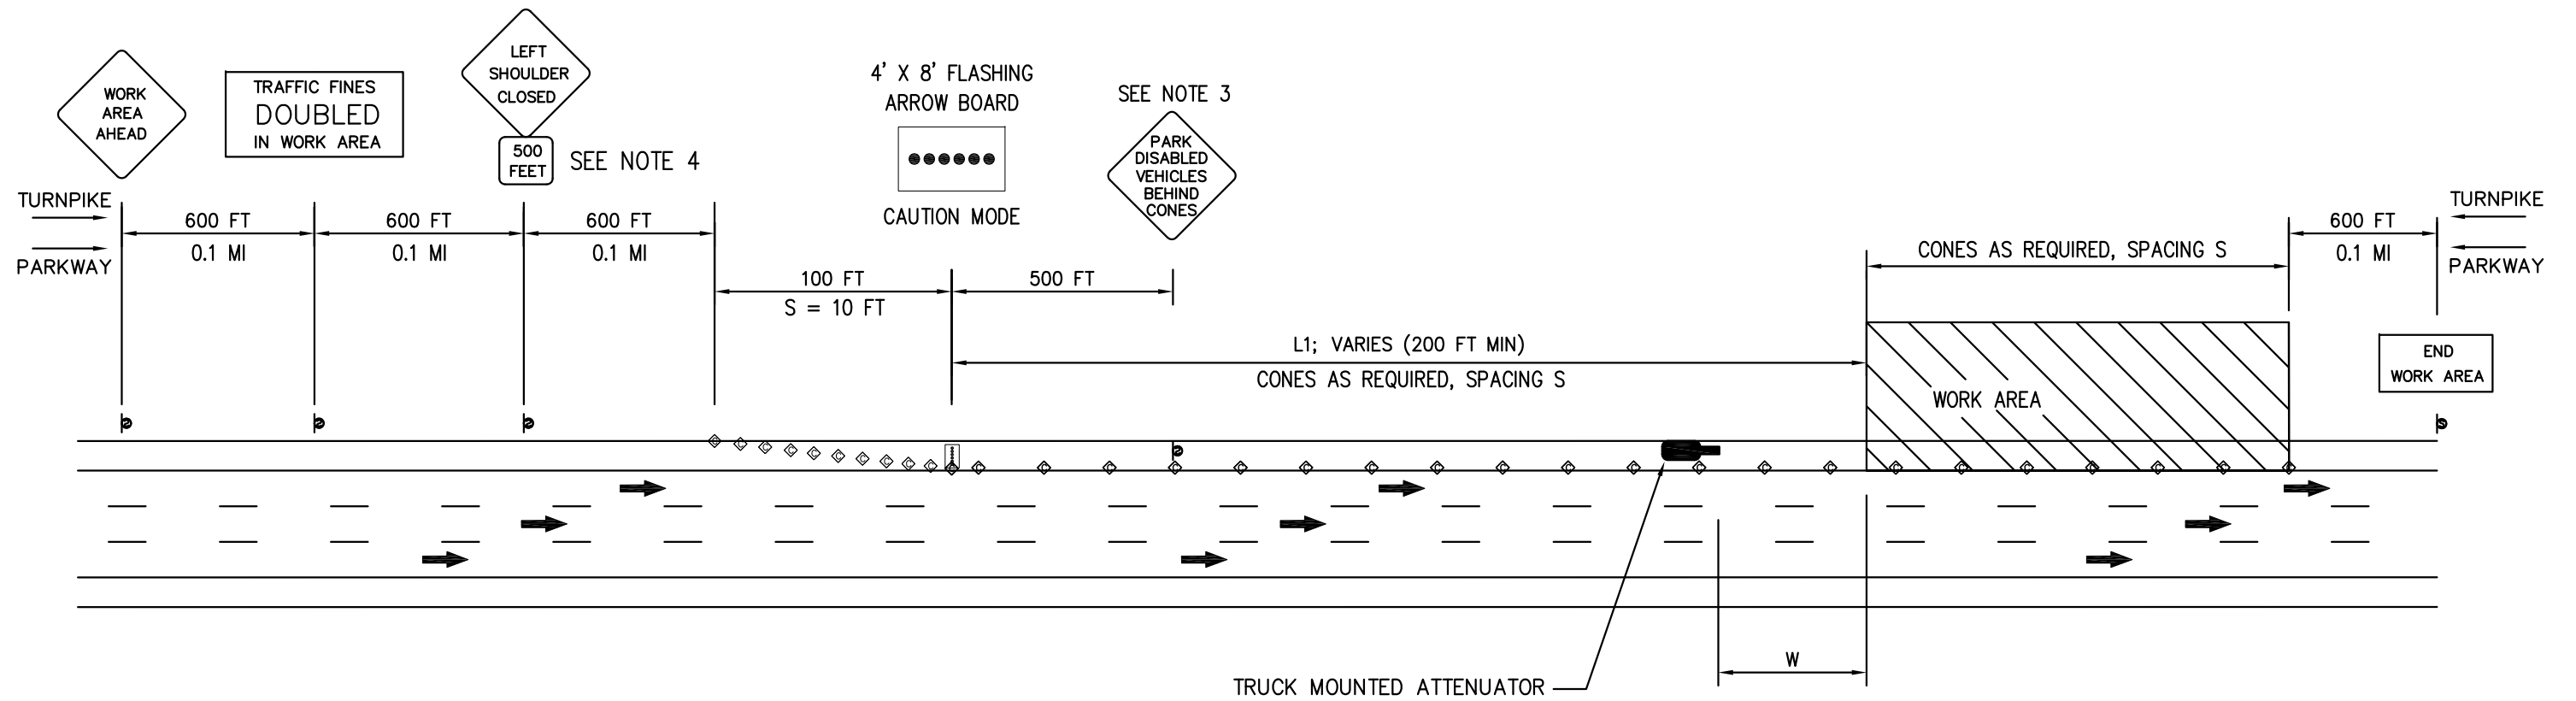 WORK
AREA
AHEAD
TRAFFIC FINES
DOUBLED
IN WORK AREA
LEFT
SHOULDER
CLOSED
500
FEET
SEE NOTE 4
4' X 8' FLASHING
ARROW BOARD
CAUTION MODE
SEE NOTE 3
PARK
DISABLED
VEHICLES
BEHIND
CONES
TURNPIKE
PARKWAY
600 FT
0.1 MI
600 FT
0.1 MI
600 FT
0.1 MI
100 FT
S = 10 FT
500 FT
L1; VARIES (200 FT MIN)
CONES AS REQUIRED, SPACING S
CONES AS REQUIRED, SPACING S
600 FT
0.1 MI
TURNPIKE
PARKWAY
WORK AREA
END
WORK AREA
C C C C C C C C C C C
C C C C C C C C C C C C C C C C C C C C C
W
TRUCK MOUNTED ATTENUATOR